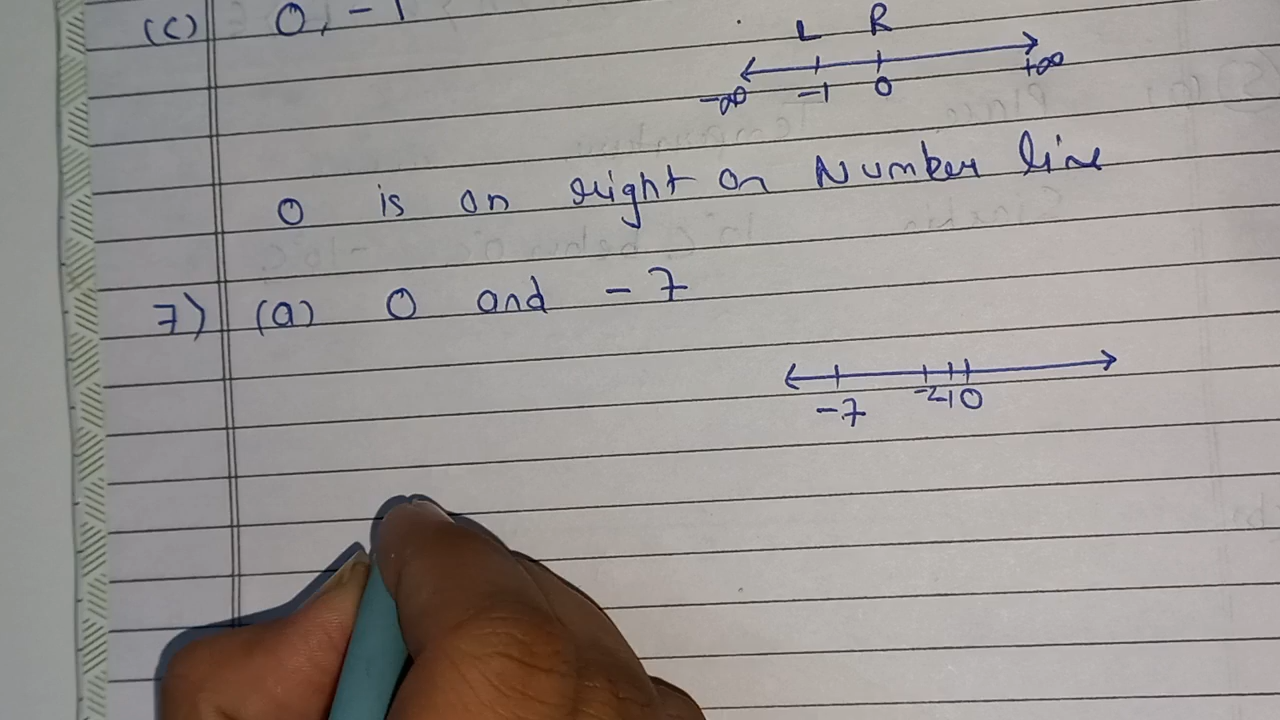 (c) 0, -1
L R
-∞ -1 0 +∞
0 is on right on Number line
7) (a) 0 and - 7
-7 -2 -1 0